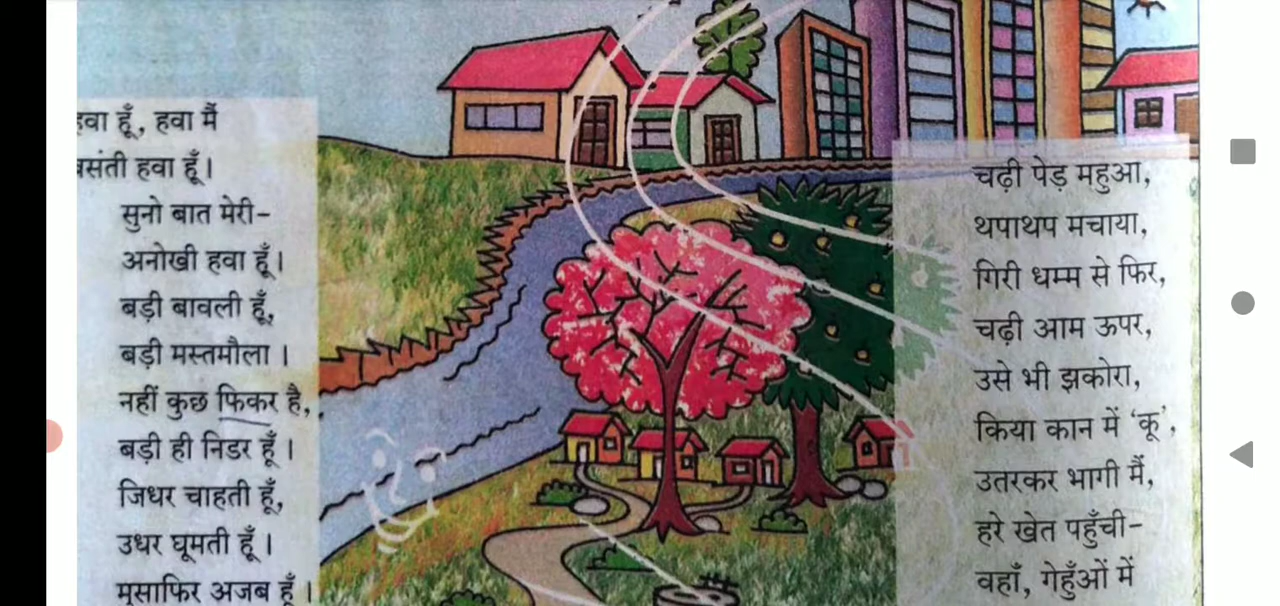 हवा हूँ, हवा मैं
बसंती हवा हूँ।
सुनो बात मेरी-
अनोखी हवा हूँ।
बड़ी बावली हूँ,
बड़ी मस्तमौला।
नहीं कुछ फिकर है,
बड़ी ही निडर हूँ।
जिधर चाहती हूँ,
उधर घूमती हूँ।
मुसाफिर अजब हूँ।
चढ़ी पेड़ महुआ,
थपाथप मचाया,
गिरी धम्म से फिर,
चढ़ी आम ऊपर,
उसे भी झकोरा,
किया कान में ‘कू’,
उतरकर भागी मैं,
हरे खेत पहुँची-
वहाँ, गेहुँओं में